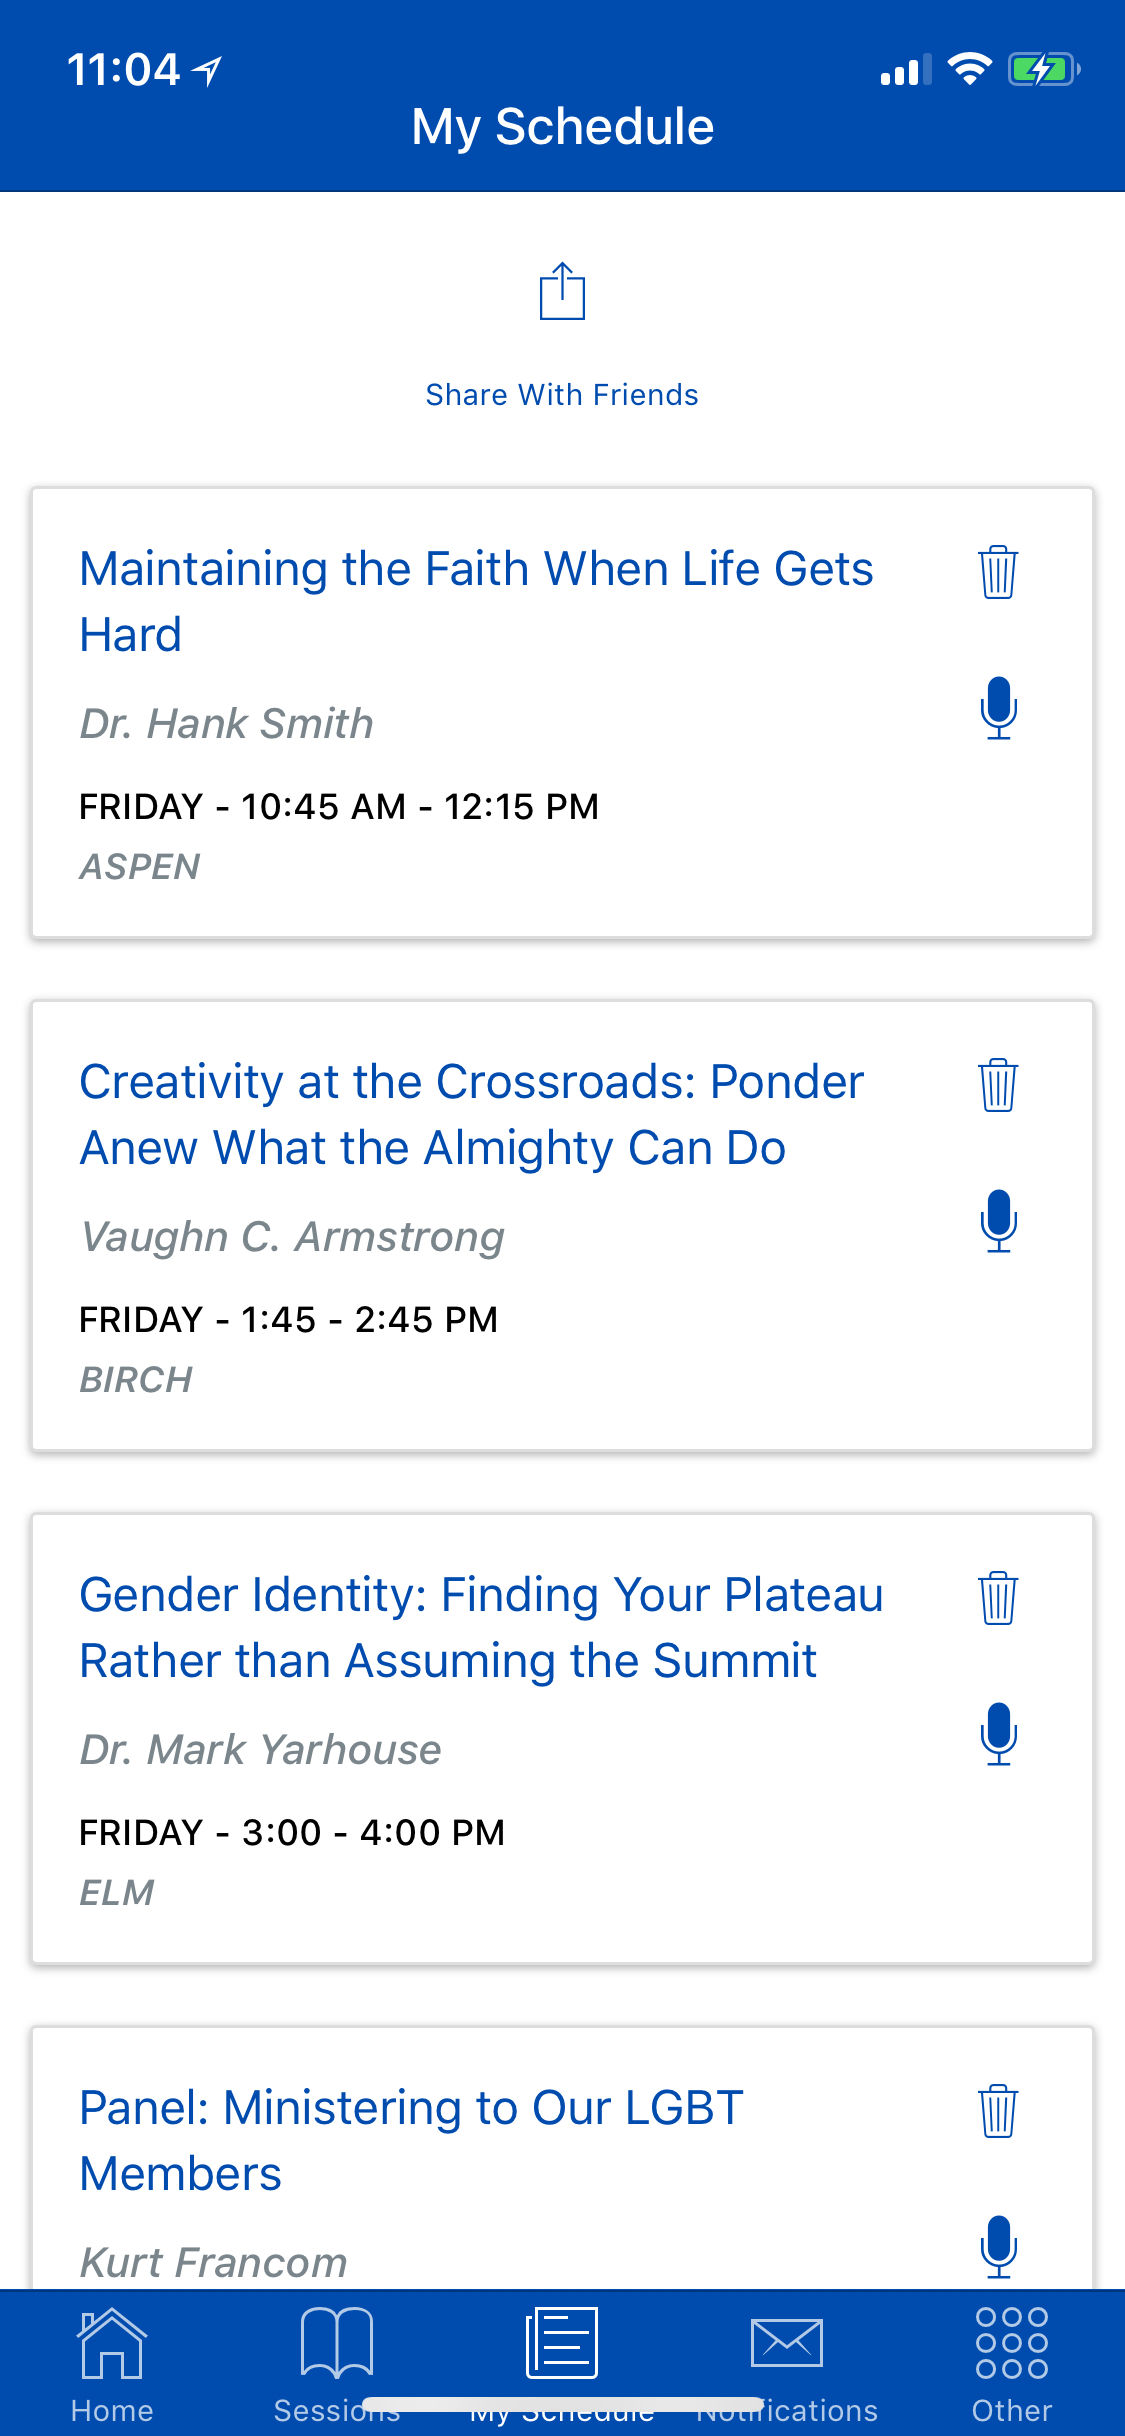 11:04
My Schedule
Share With Friends
Maintaining the Faith When Life Gets
Hard
Dr. Hank Smith
FRIDAY - 10:45 AM - 12:15 PM
ASPEN
Creativity at the Crossroads: Ponder
Anew What the Almighty Can Do
Vaughn C. Armstrong
FRIDAY - 1:45 - 2:45 PM
BIRCH
Gender Identity: Finding Your Plateau
Rather than Assuming the Summit
Dr. Mark Yarhouse
FRIDAY - 3:00 - 4:00 PM
ELM
Panel: Ministering to Our LGBT
Members
Kurt Francom
Home
Sessions
My Schedule
Notifications
Other